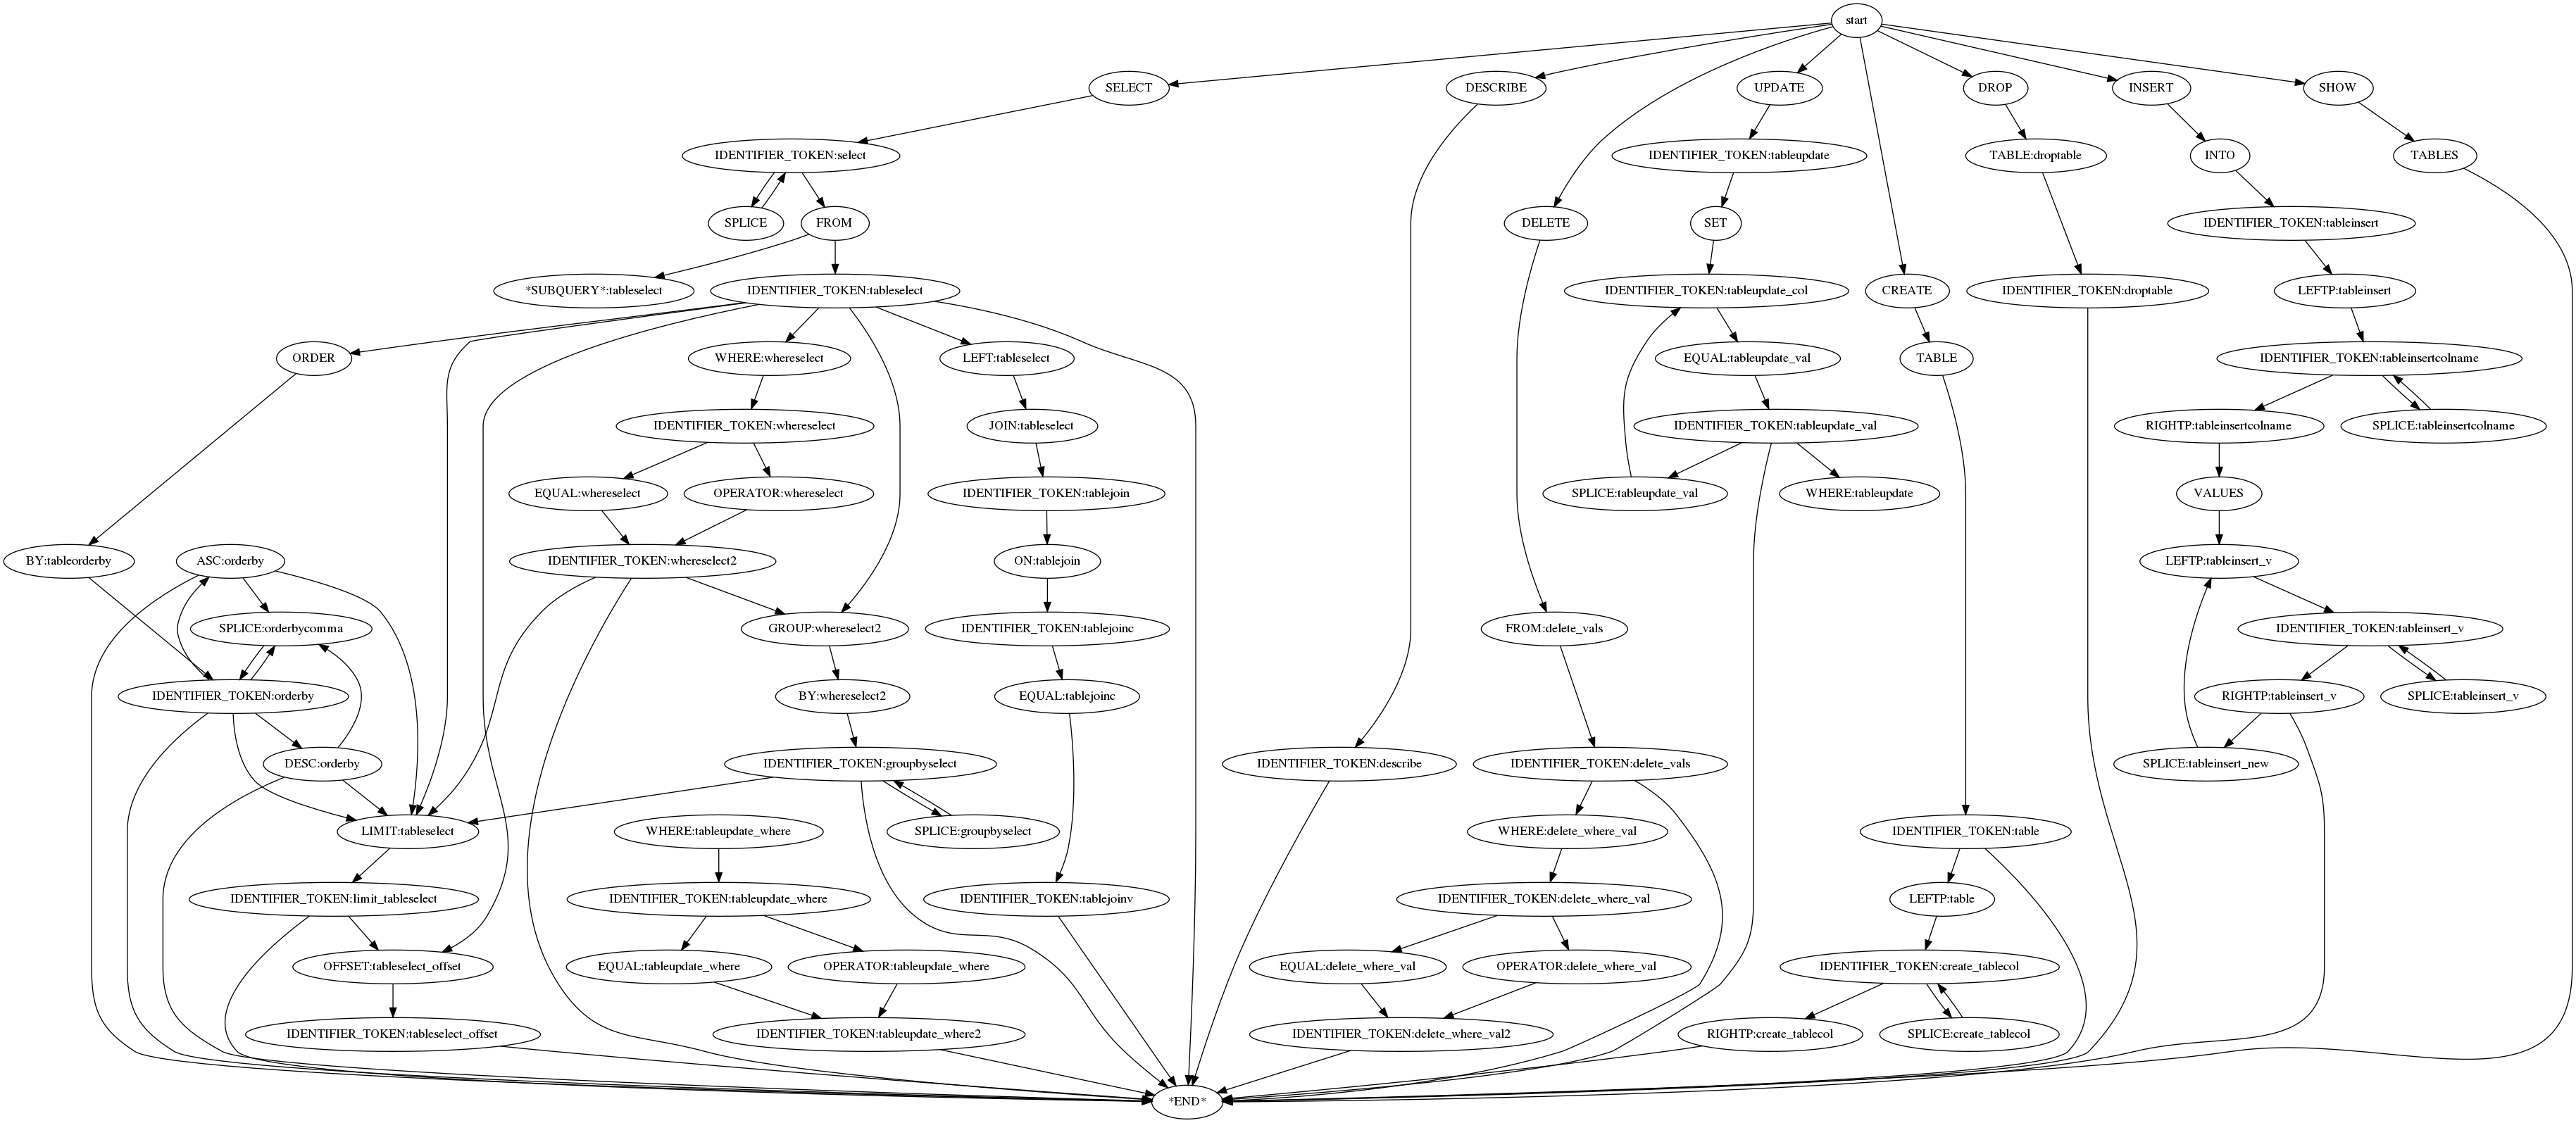 start
SELECT
DESCRIBE
UPDATE
DROP
INSERT
SHOW
IDENTIFIER_TOKEN:select
IDENTIFIER_TOKEN:tableupdate
TABLE:droptable
INTO
TABLES
SPLICE
FROM
DELETE
SET
IDENTIFIER_TOKEN:tableinsert
*SUBQUERY*:tableselect
IDENTIFIER_TOKEN:tableselect
IDENTIFIER_TOKEN:tableupdate_col
CREATE
IDENTIFIER_TOKEN:droptable
LEFTP:tableinsert
ORDER
WHERE:whereselect
LEFT:tableselect
EQUAL:tableupdate_val
TABLE
IDENTIFIER_TOKEN:tableinsertcolname
IDENTIFIER_TOKEN:whereselect
JOIN:tableselect
IDENTIFIER_TOKEN:tableupdate_val
RIGHTP:tableinsertcolname
SPLICE:tableinsertcolname
EQUAL:whereselect
OPERATOR:whereselect
IDENTIFIER_TOKEN:tablejoin
SPLICE:tableupdate_val
WHERE:tableupdate
VALUES
BY:tableorderby
ASC:orderby
IDENTIFIER_TOKEN:whereselect2
ON:tablejoin
LEFTP:tableinsert_v
SPLICE:orderbycomma
GROUP:whereselect2
IDENTIFIER_TOKEN:tablejoinc
FROM:delete_vals
IDENTIFIER_TOKEN:tableinsert_v
IDENTIFIER_TOKEN:orderby
BY:whereselect2
EQUAL:tablejoinc
RIGHTP:tableinsert_v
SPLICE:tableinsert_v
DESC:orderby
IDENTIFIER_TOKEN:groupbyselect
IDENTIFIER_TOKEN:describe
IDENTIFIER_TOKEN:delete_vals
SPLICE:tableinsert_new
LIMIT:tableselect
WHERE:tableupdate_where
SPLICE:groupbyselect
WHERE:delete_where_val
IDENTIFIER_TOKEN:table
IDENTIFIER_TOKEN:limit_tableselect
IDENTIFIER_TOKEN:tableupdate_where
IDENTIFIER_TOKEN:tablejoinv
IDENTIFIER_TOKEN:delete_where_val
LEFTP:table
OFFSET:tableselect_offset
EQUAL:tableupdate_where
OPERATOR:tableupdate_where
EQUAL:delete_where_val
OPERATOR:delete_where_val
IDENTIFIER_TOKEN:create_tablecol
IDENTIFIER_TOKEN:tableselect_offset
IDENTIFIER_TOKEN:tableupdate_where2
IDENTIFIER_TOKEN:delete_where_val2
RIGHTP:create_tablecol
SPLICE:create_tablecol
*END*